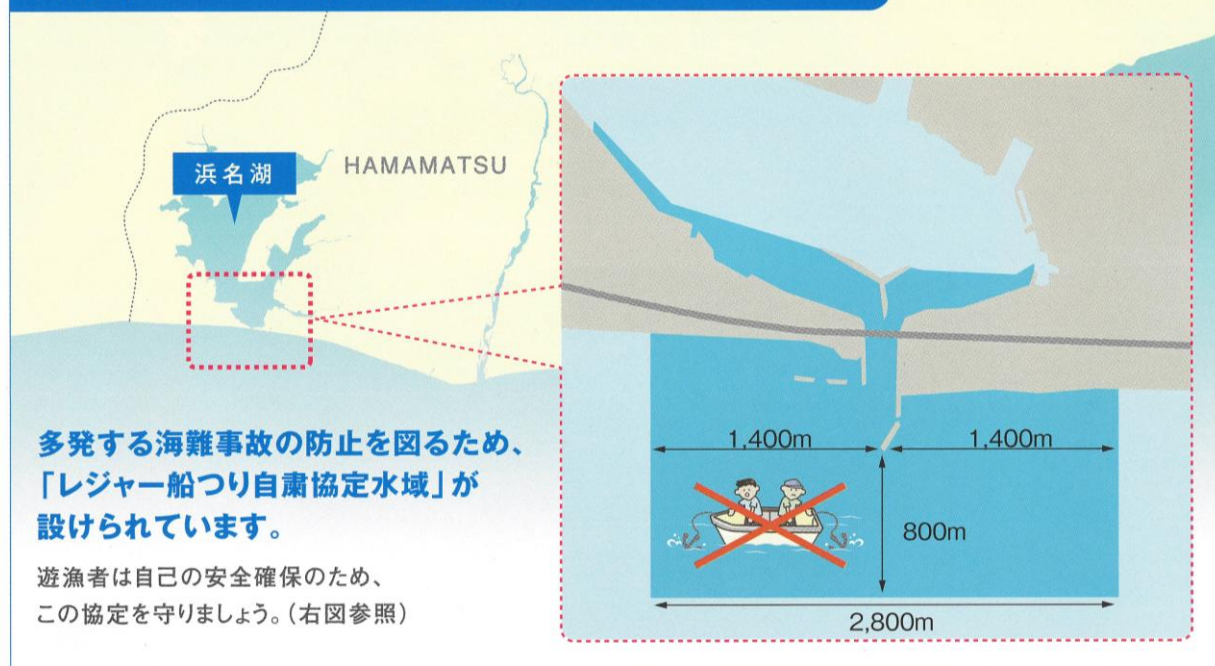 浜名湖
HAMAMATSU
多発する海難事故の防止を図るため、
「レジャー船つり自粛協定水域」が
設けられています。
遊漁者は自己の安全確保のため、
この協定を守りましょう。(右図参照)
1,400m
1,400m
800m
2,800m